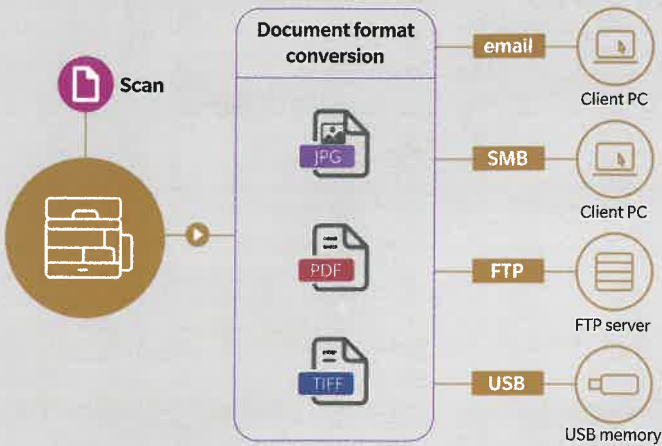 Scan
Document format
conversion
JPG
PDF
TIFF
email
Client PC
SMB
Client PC
FTP
FTP server
USB
USB memory